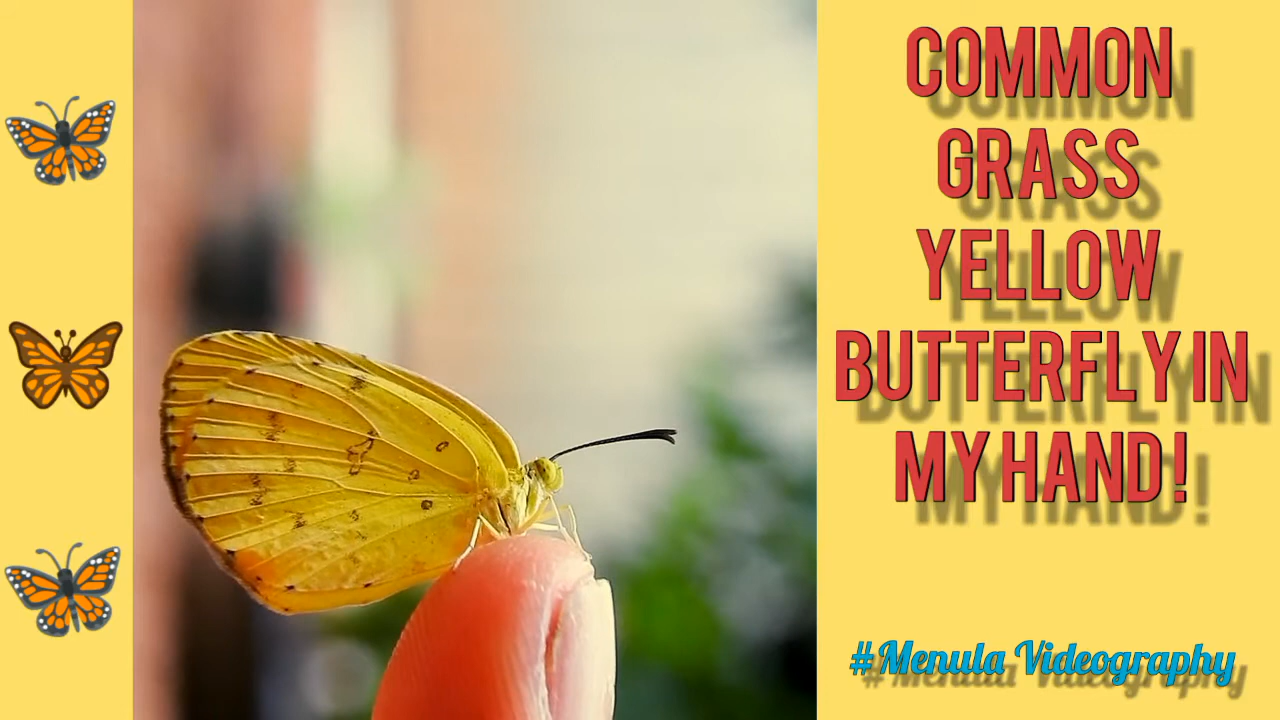 COMMON
GRASS
YELLOW
BUTTERFLY IN
MY HAND!
#Menula Videography